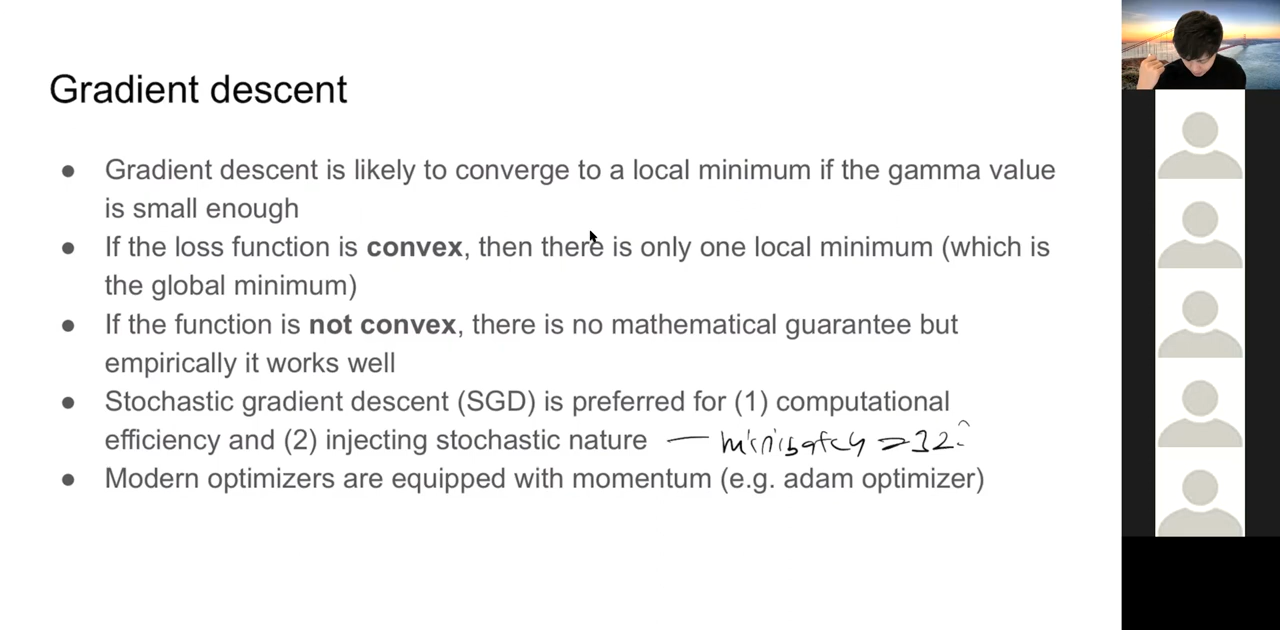 Gradient descent
● Gradient descent is likely to converge to a local minimum if the gamma value
is small enough
● If the loss function is convex, then there is only one local minimum (which is
the global minimum)
● If the function is not convex, there is no mathematical guarantee but
empirically it works well
● Stochastic gradient descent (SGD) is preferred for (1) computational
efficiency and (2) injecting stochastic nature — minibatch 32
● Modern optimizers are equipped with momentum (e.g. adam optimizer)